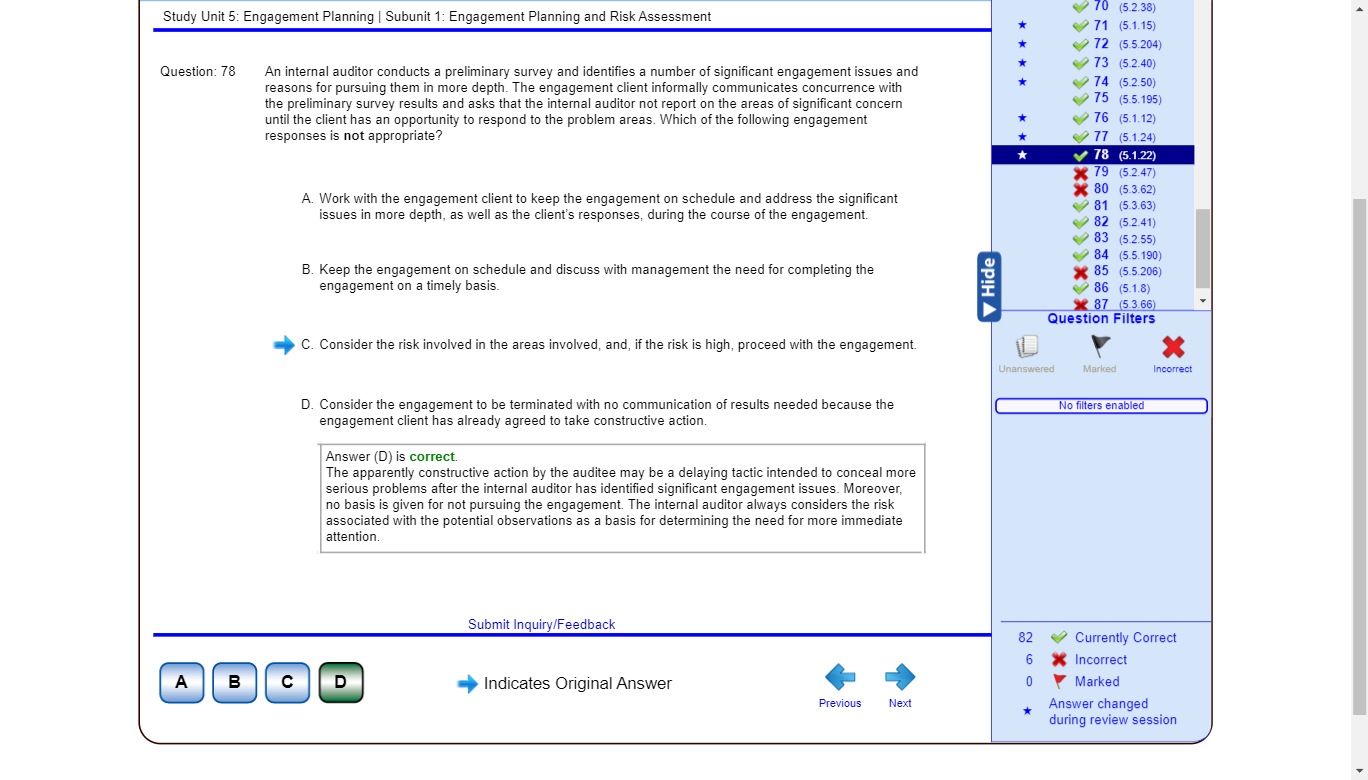 Study Unit 5: Engagement Planning | Subunit 1: Engagement Planning and Risk Assessment
Question: 78
An internal auditor conducts a preliminary survey and identifies a number of significant engagement issues and
reasons for pursuing them in more depth. The engagement client informally communicates concurrence with
the preliminary survey results and asks that the internal auditor not report on the areas of significant concern
until the client has an opportunity to respond to the problem areas. Which of the following engagement
responses is not appropriate?
A. Work with the engagement client to keep the engagement on schedule and address the significant
issues in more depth, as well as the client's responses, during the course of the engagement.
B. Keep the engagement on schedule and discuss with management the need for completing the
engagement on a timely basis.
C. Consider the risk involved in the areas involved, and, if the risk is high, proceed with the engagement.
D. Consider the engagement to be terminated with no communication of results needed because the
engagement client has already agreed to take constructive action.
Answer (D) is correct.
The apparently constructive action by the auditee may be a delaying tactic intended to conceal more
serious problems after the internal auditor has identified significant engagement issues. Moreover,
no basis is given for not pursuing the engagement. The internal auditor always considers the risk
associated with the potential observations as a basis for determining the need for more immediate
attention.
Submit Inquiry/Feedback
A B C D
Indicates Original Answer
Previous
Next
Hide
70 (5.2.38)
71 (5.1.15)
72 (5.5.204)
73 (5.2.40)
74 (5.2.50)
75 (5.5.195)
76 (5.1.12)
77 (5.1.24)
78 (5.1.22)
79 (5.2.47)
80 (5.3.62)
81 (5.3.63)
82 (5.2.41)
83 (5.2.55)
84 (5.5.190)
85 (5.5.206)
86 (5.1.8)
87 (5.3.66)
Question Filters
Unanswered Marked Incorrect
No filters enabled
82 Currently Correct
6 Incorrect
0 Marked
Answer changed
during review session